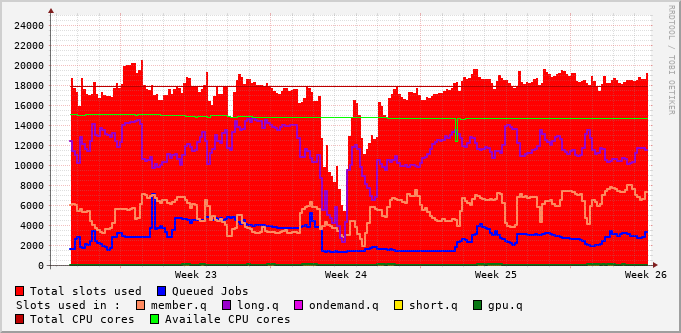 24000
22000
20000
18000
16000
14000
12000
10000
8000
6000
4000
2000
0
Week 23 Week 24 Week 25 Week 26
RRDTOOL / TOBI OETIKER
Total slots used Queued Jobs
Slots used in : member.q long.q ondemand.q short.q gpu.q
Total CPU cores Availale CPU cores